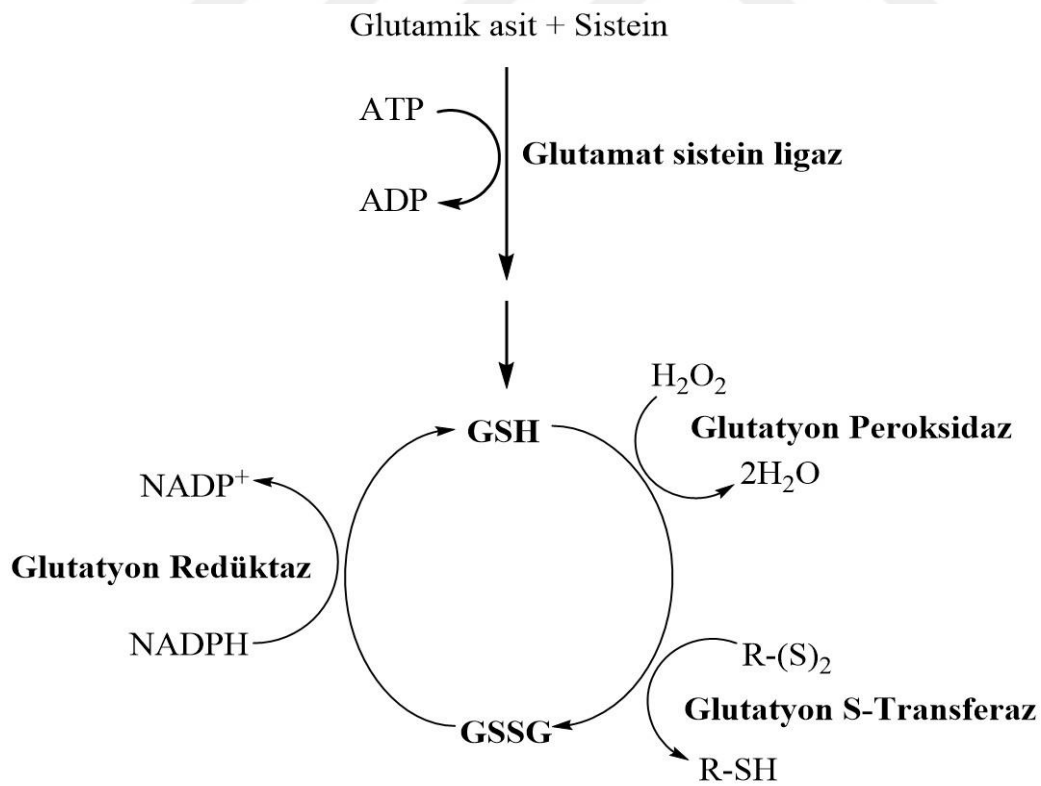 Glutamik asit + Sistein
ATP
Glutamat sistein ligaz
ADP
H₂O₂
GSH
Glutatyon Peroksidaz
NADP⁺
2H₂O
Glutatyon Redüktaz
NADPH
R-(S)₂
Glutatyon S-Transferaz
GSSG
R-SH